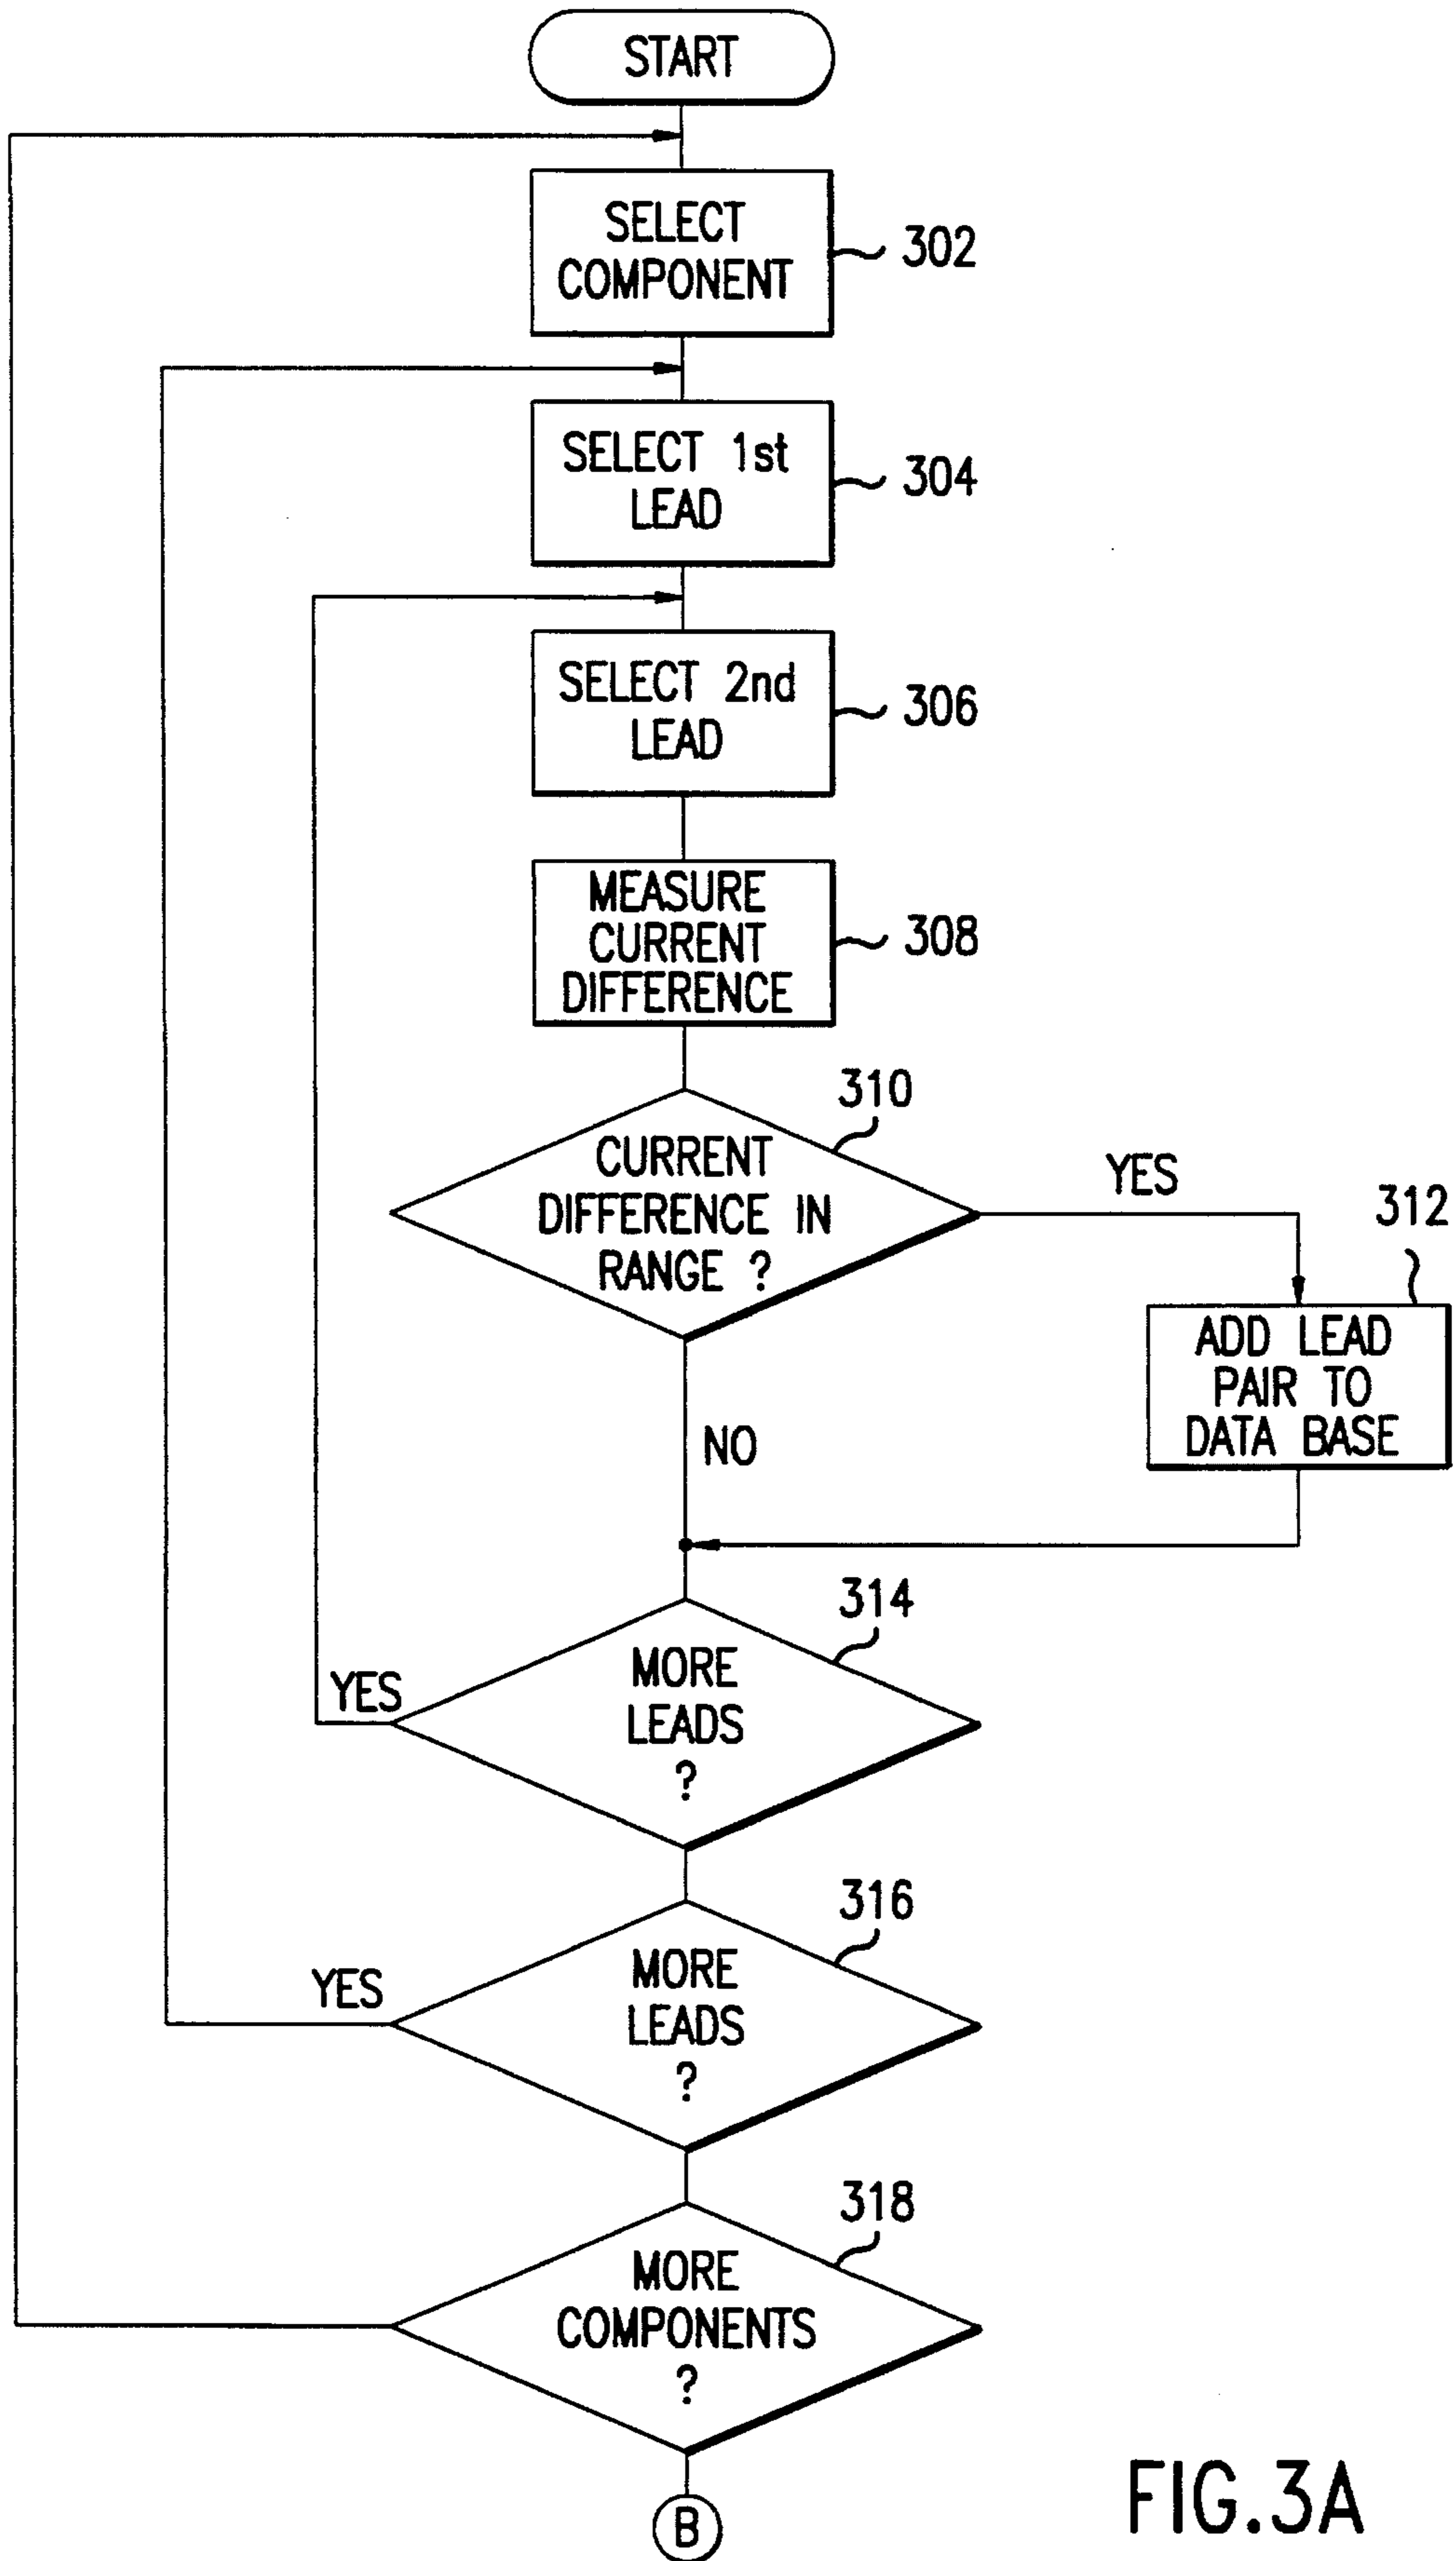 START
SELECT
COMPONENT
302
SELECT 1st
LEAD
304
SELECT 2nd
LEAD
306
MEASURE
CURRENT
DIFFERENCE
308
310
CURRENT
DIFFERENCE IN
RANGE ?
YES
312
ADD LEAD
PAIR TO
DATA BASE
NO
314
MORE
LEADS
?
YES
316
MORE
LEADS
?
YES
318
MORE
COMPONENTS
?
B
FIG.3A